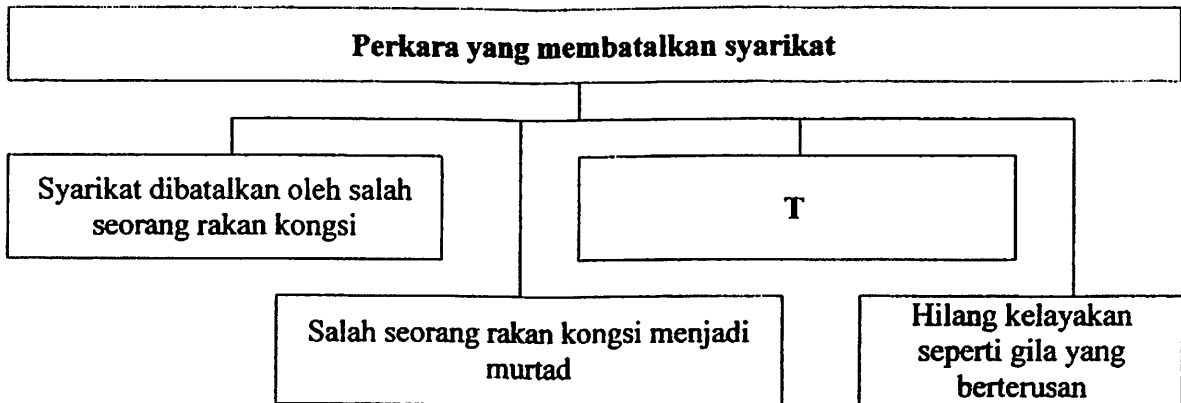 Perkara yang membatalkan syarikat
Syarikat dibatalkan oleh salah
seorang rakan kongsi
T
Salah seorang rakan kongsi menjadi
murtad
Hilang kelayakan
seperti gila yang
berterusan